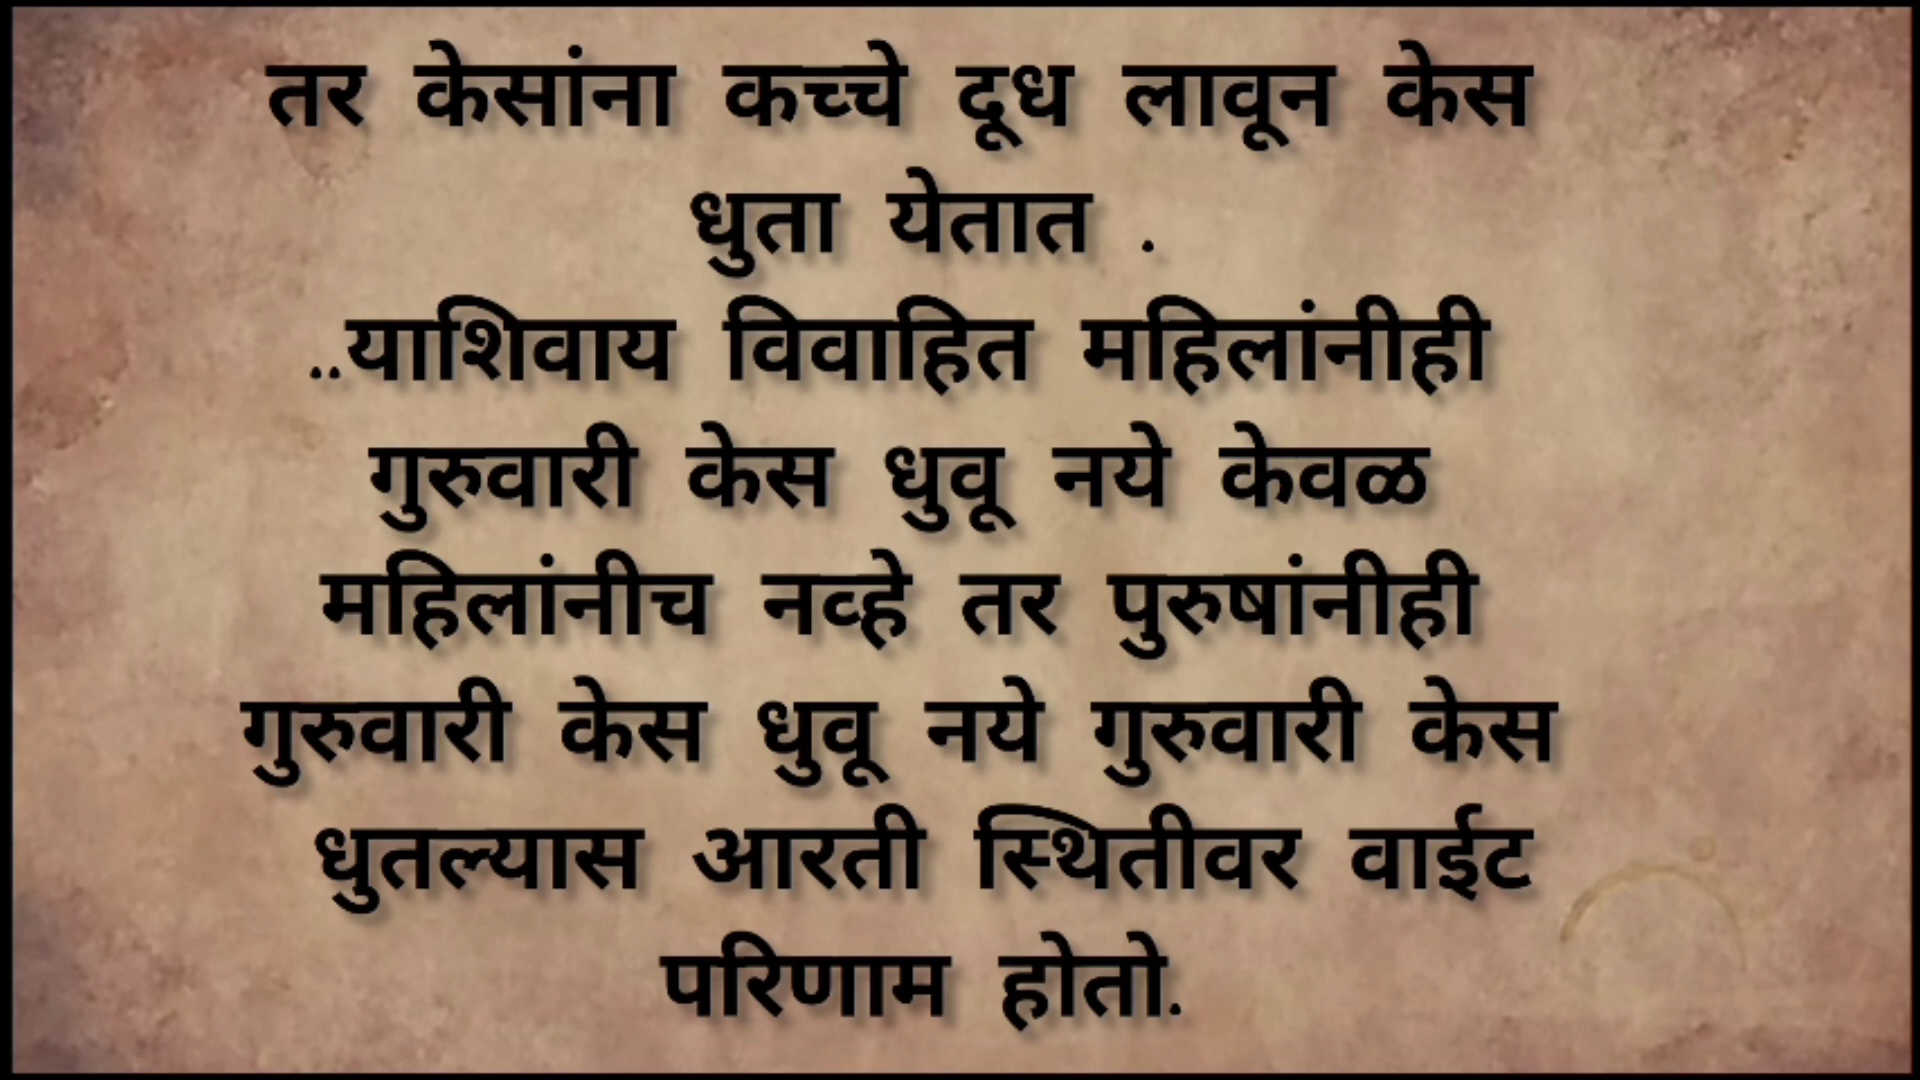 तर केसांना कच्चे दूध लावून केस
धुता येतात .
..याशिवाय विवाहित महिलांनीही
गुरुवारी केस धुवू नये केवळ
महिलांनीच नव्हे तर पुरुषांनीही
गुरुवारी केस धुवू नये गुरुवारी केस
धुतल्यास आरती स्थितीवर वाईट
परिणाम होतो.